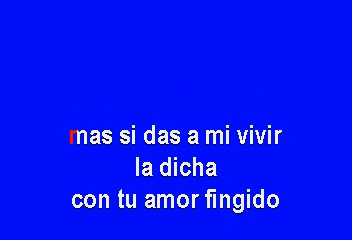 mas si das a mi vivir
la dicha
con tu amor fingido